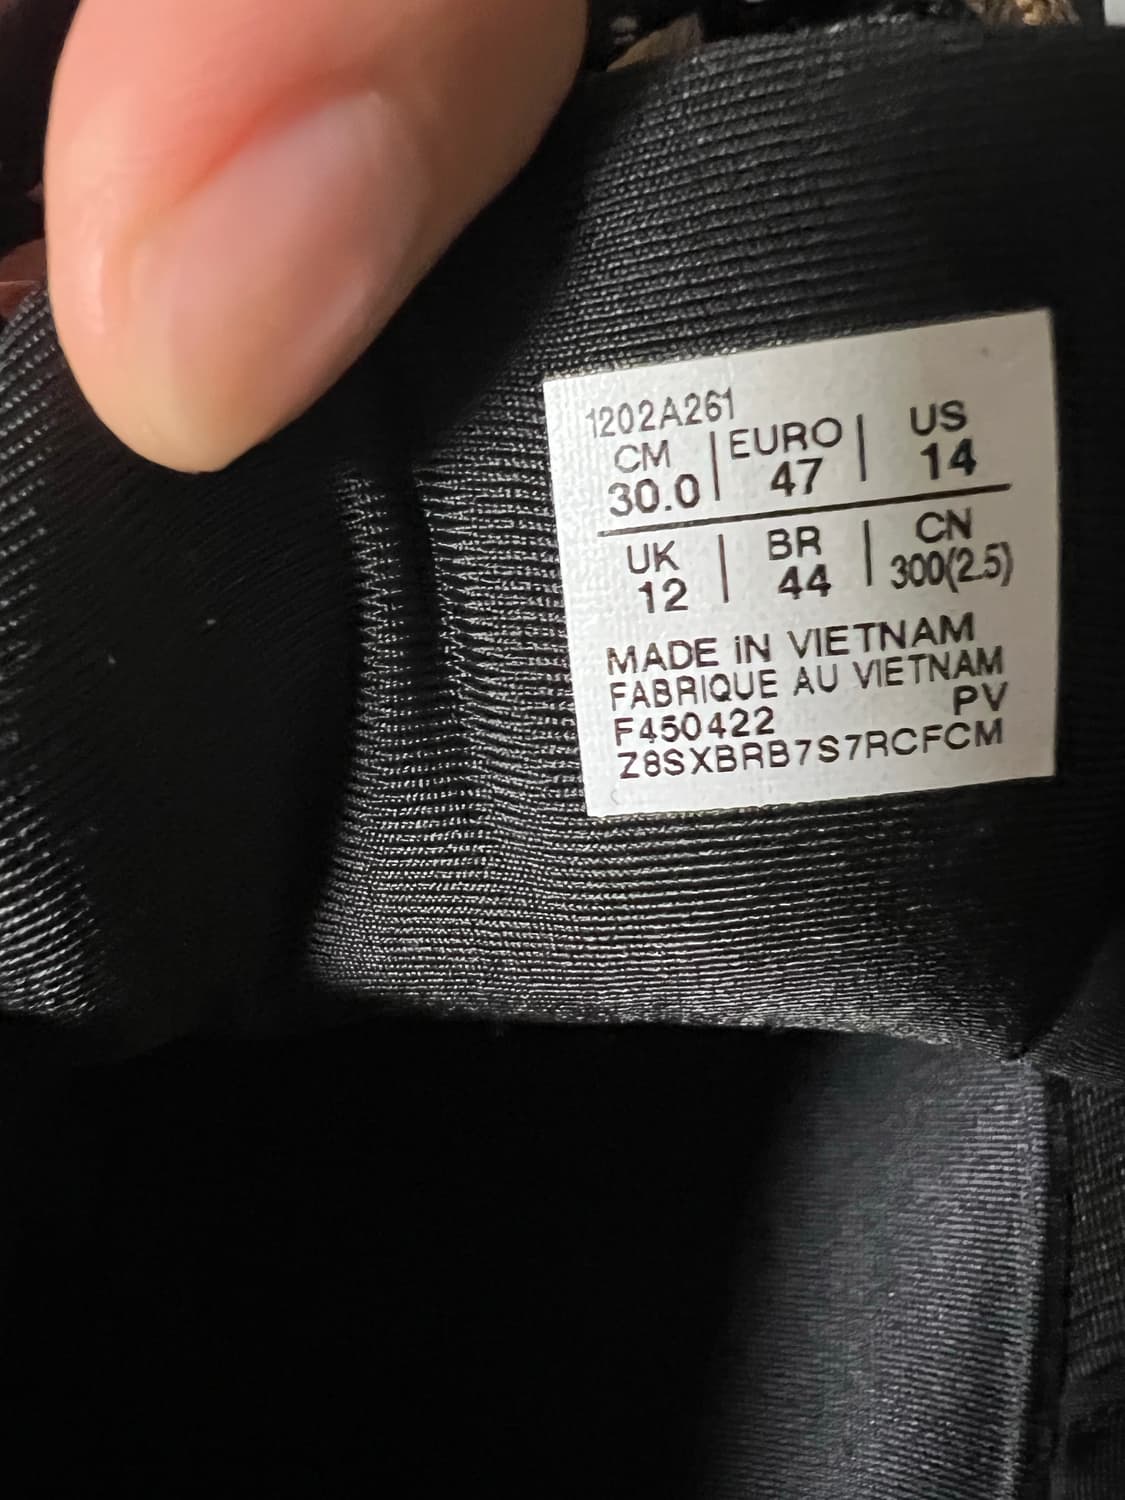 1202A261
CM | EURO | US
30.0 | 47 | 14
UK | BR | CN
12 | 44 | 300(2.5)
MADE iN VIETNAM
FABRIQUE AU VIETNAM
PV
F450422
Z8SXBRB7S7RCFCM